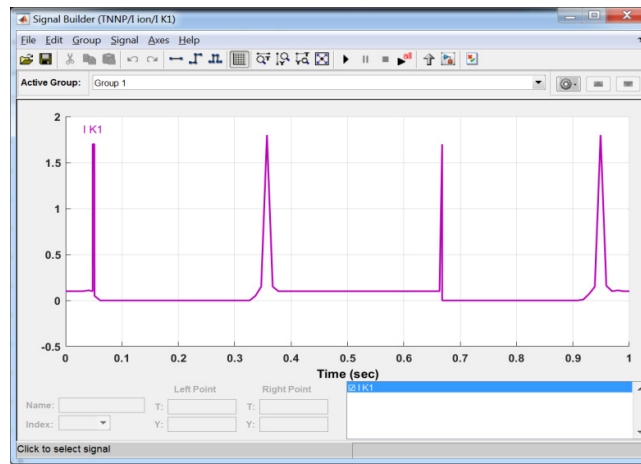 Signal Builder (TNNP/I ion/I K1)
File Edit Group Signal Axes Help
all
Active Group: Group 1
I K1
2
1.5
1
0.5
0
-0.5
0 0.1 0.2 0.3 0.4 0.5 0.6 0.7 0.8 0.9 1
Time (sec)
Left Point Right Point
I K1
Name: T: T:
Index: Y: Y:
Click to select signal